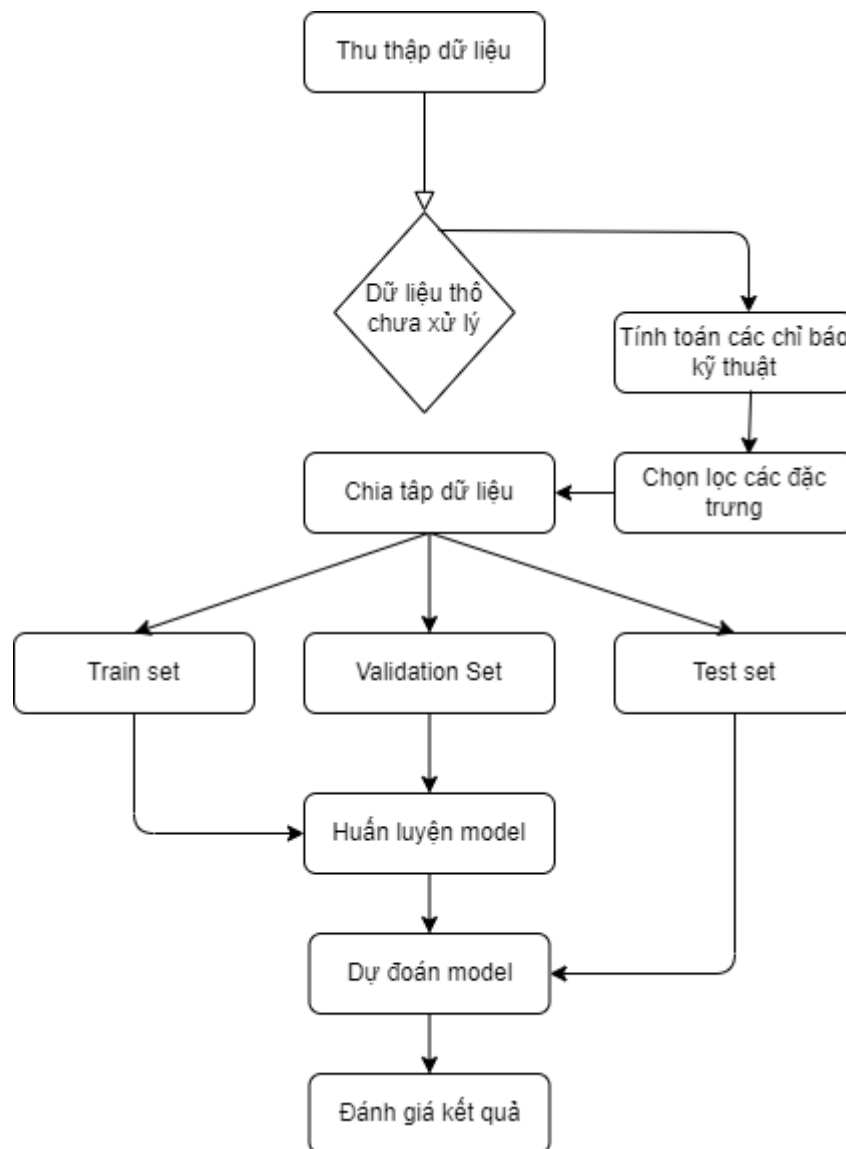 Thu thập dữ liệu
Dữ liệu thô
chưa xử lý
Tính toán các chỉ báo
kỹ thuật
Chọn lọc các đặc
trưng
Chia tâp dữ liệu
Train set
Validation Set
Test set
Huấn luyện model
Dự đoán model
Đánh giá kết quả